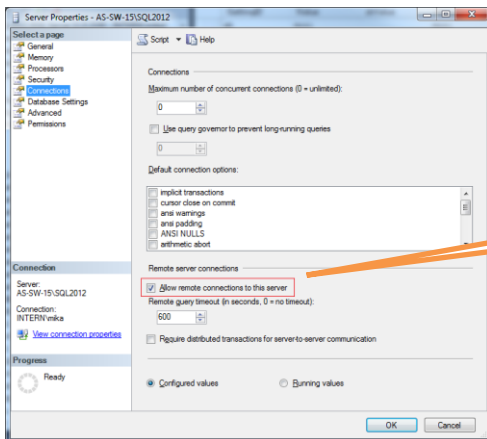 Server Properties - AS-SW-15\SQL2012
Select a page
General
Memory
Processors
Security
Connections
Database Settings
Advanced
Permissions
Script
Help
Connections
Maximum number of concurrent connections (0 = unlimited):
0
Use query governor to prevent long-running queries
0
Default connection options:
implicit transactions
cursor close on commit
ansi warnings
ansi padding
ANSI NULLS
arithmetic abort
Connection
Server:
AS-SW-15\SQL2012
Connection:
INTERN\mika
View connection properties
Progress
Ready
Remote server connections
Allow remote connections to this server
Remote query timeout (in seconds, 0 = no timeout):
600
Require distributed transactions for server-to-server communication
Configured values
Running values
OK
Cancel